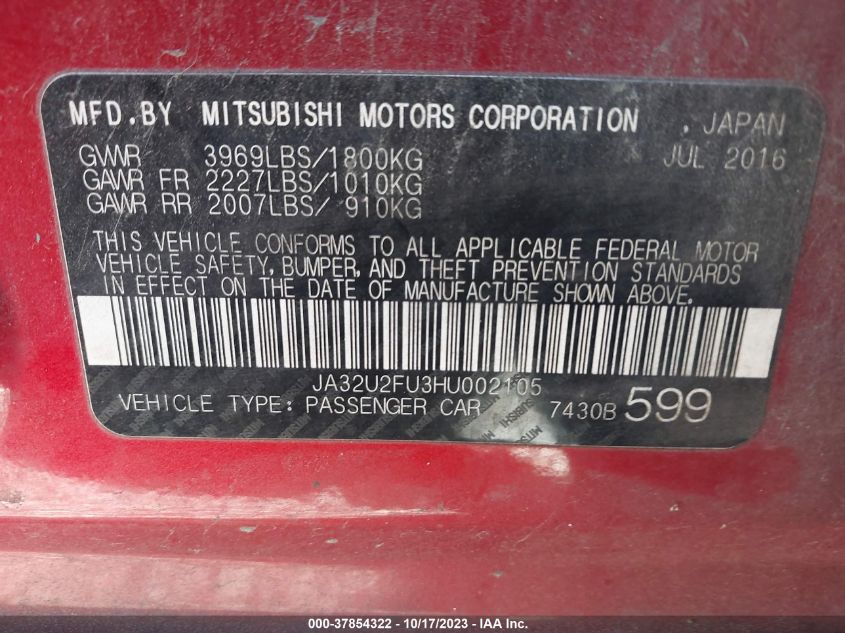 MFD.BY MITSUBISHI MOTORS CORPORATION , JAPAN
GVWR 3969LBS/1800KG JUL 2016
GAWR FR 2227LBS/1010KG
GAWR RR 2007LBS/ 910KG
THIS VEHICLE CONFORMS TO ALL APPLICABLE FEDERAL MOTOR
VEHICLE SAFETY, BUMPER, AND THEFT PREVENTION STANDARDS
IN EFFECT ON THE DATE OF MANUFACTURE SHOWN ABOVE.
JA32U2FU3HU002105
VEHICLE TYPE: PASSENGER CAR 7430B 599
MITSUBISHI
000-37854322 - 10/17/2023 - IAA Inc.